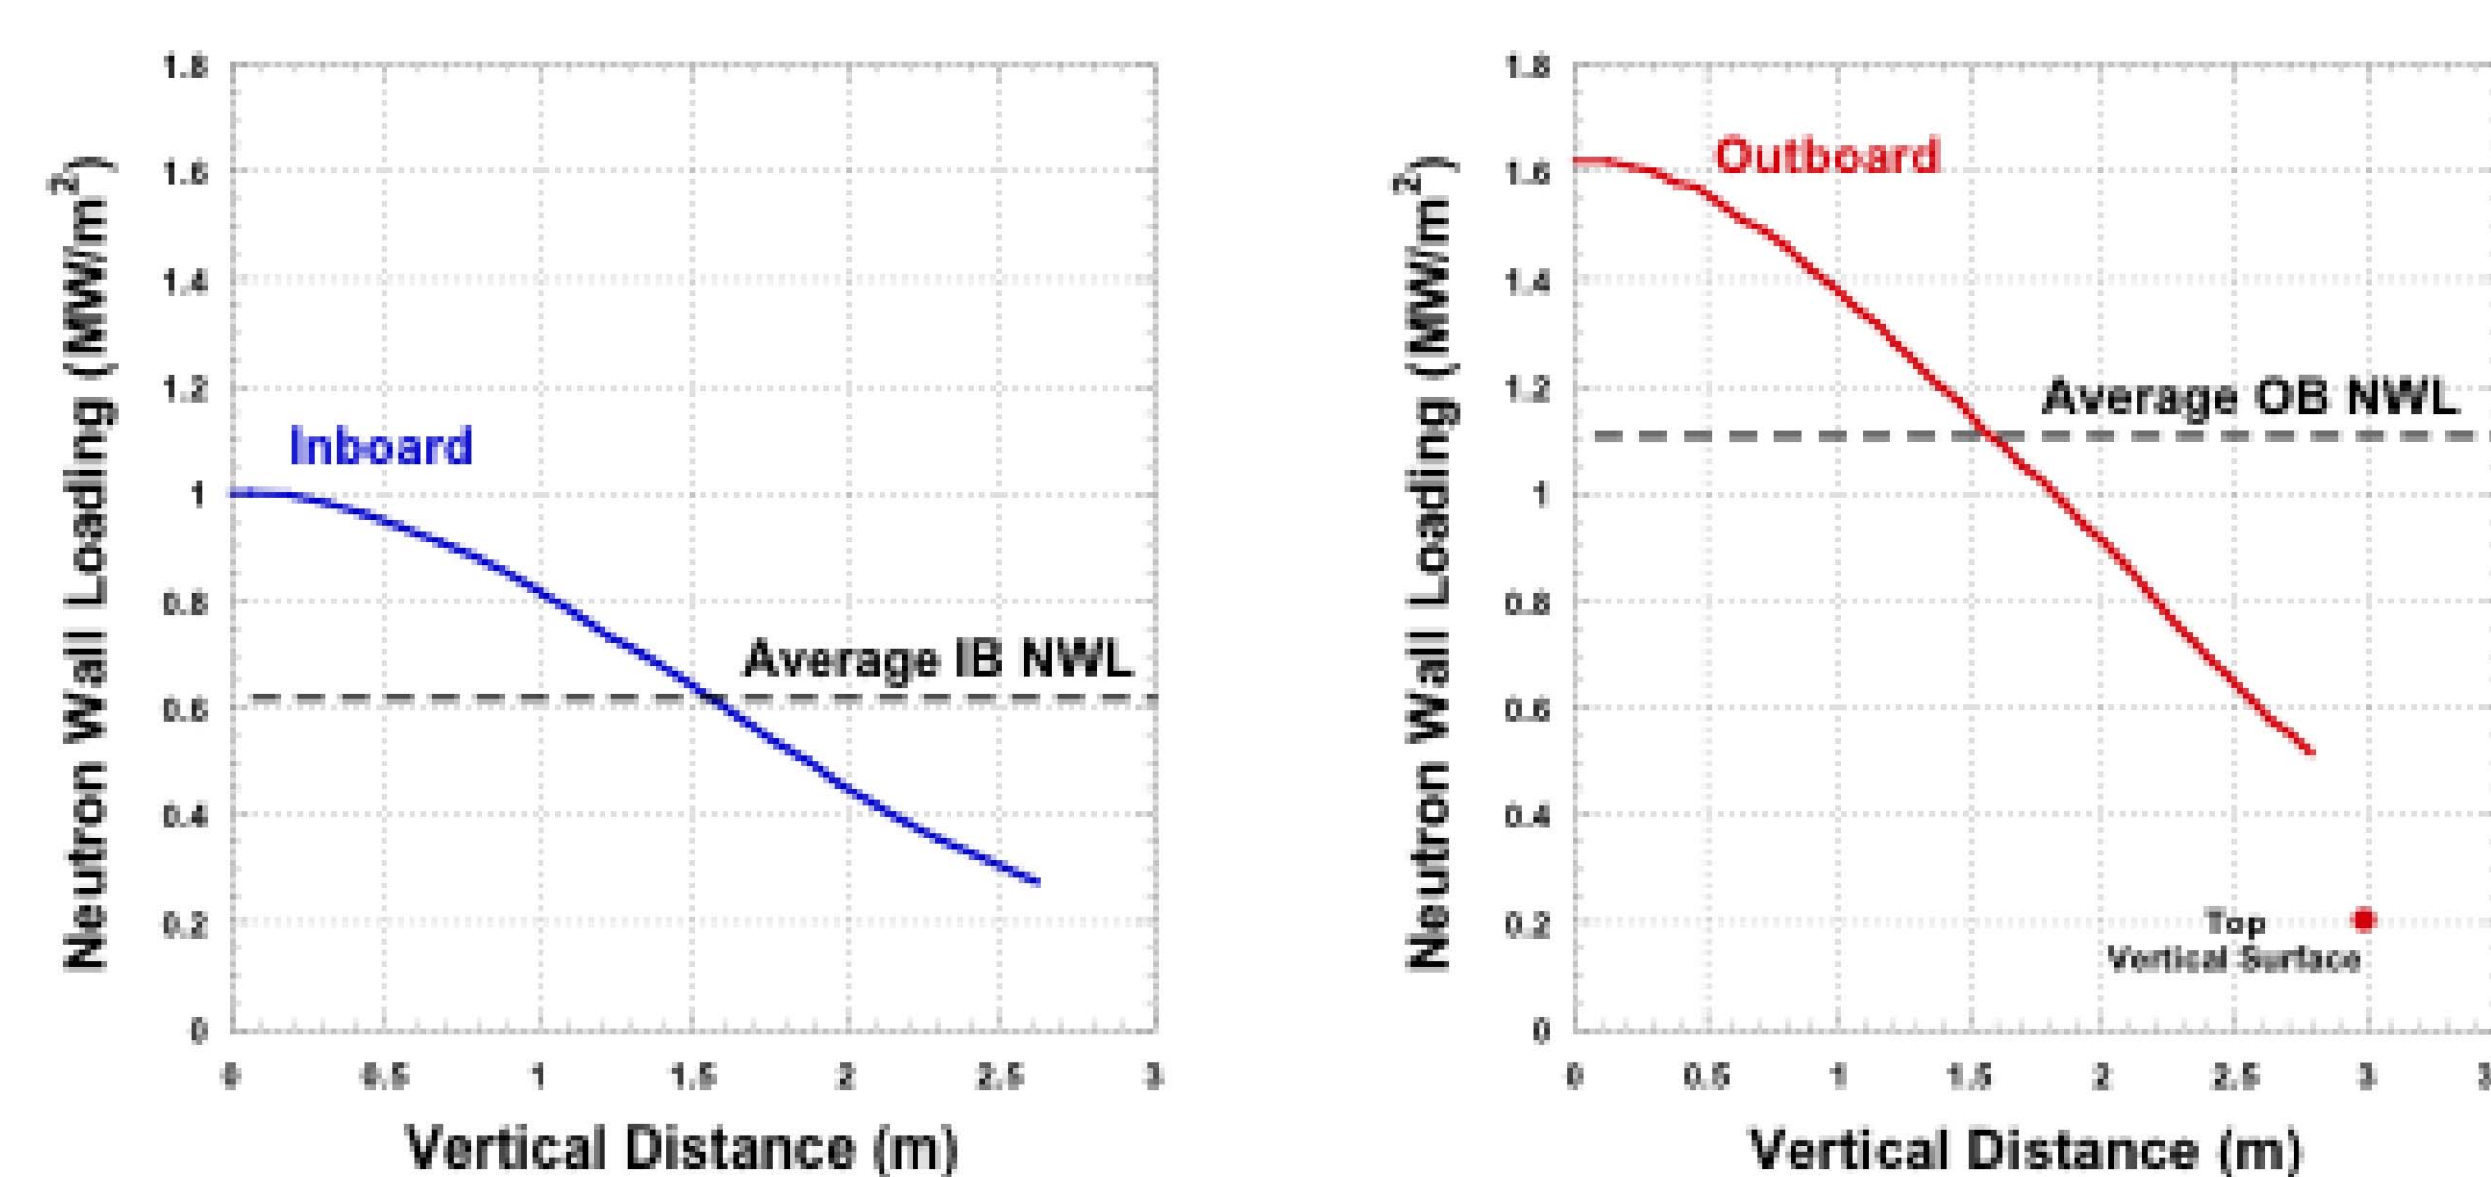 Neutron Wall Loading (MW/m²)
1.8
1.6
1.4
1.2
1
0.8
0.6
0.4
0.2
0
Inboard
Average IB NWL
0 0.5 1 1.5 2 2.5 3
Vertical Distance (m)
Neutron Wall Loading (MW/m²)
1.8
1.6
1.4
1.2
1
0.8
0.6
0.4
0.2
0
Outboard
Average OB NWL
Top
Vertical Surface
0 0.5 1 1.5 2 2.5 3
Vertical Distance (m)